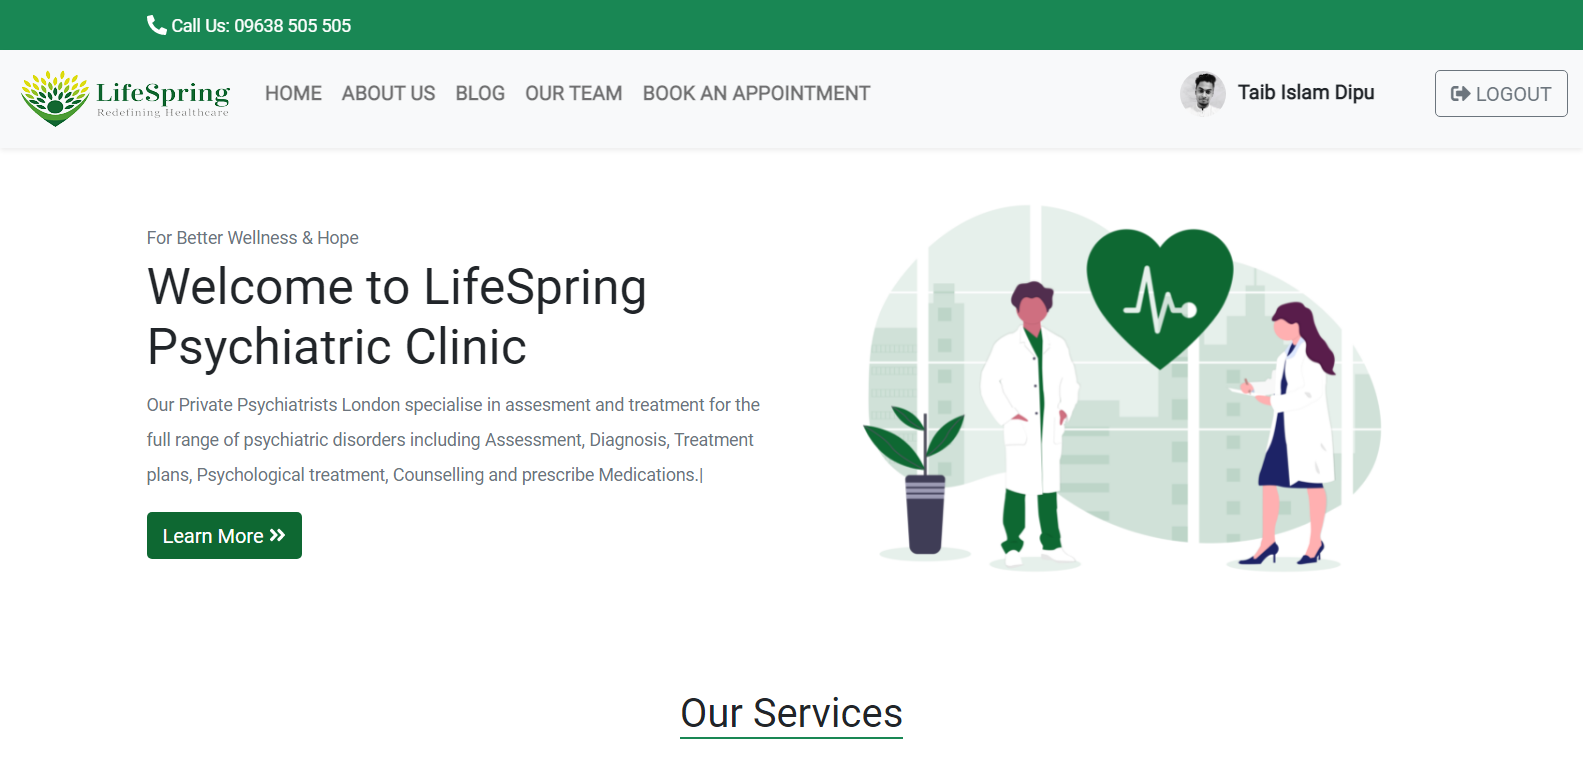 Call Us: 09638 505 505
LifeSpring
Redefining Healthcare
HOME ABOUT US BLOG OUR TEAM BOOK AN APPOINTMENT
Taib Islam Dipu
LOGOUT
For Better Wellness & Hope
Welcome to LifeSpring
Psychiatric Clinic
Our Private Psychiatrists London specialise in assesment and treatment for the
full range of psychiatric disorders including Assessment, Diagnosis, Treatment
plans, Psychological treatment, Counselling and prescribe Medications.|
Learn More
Our Services